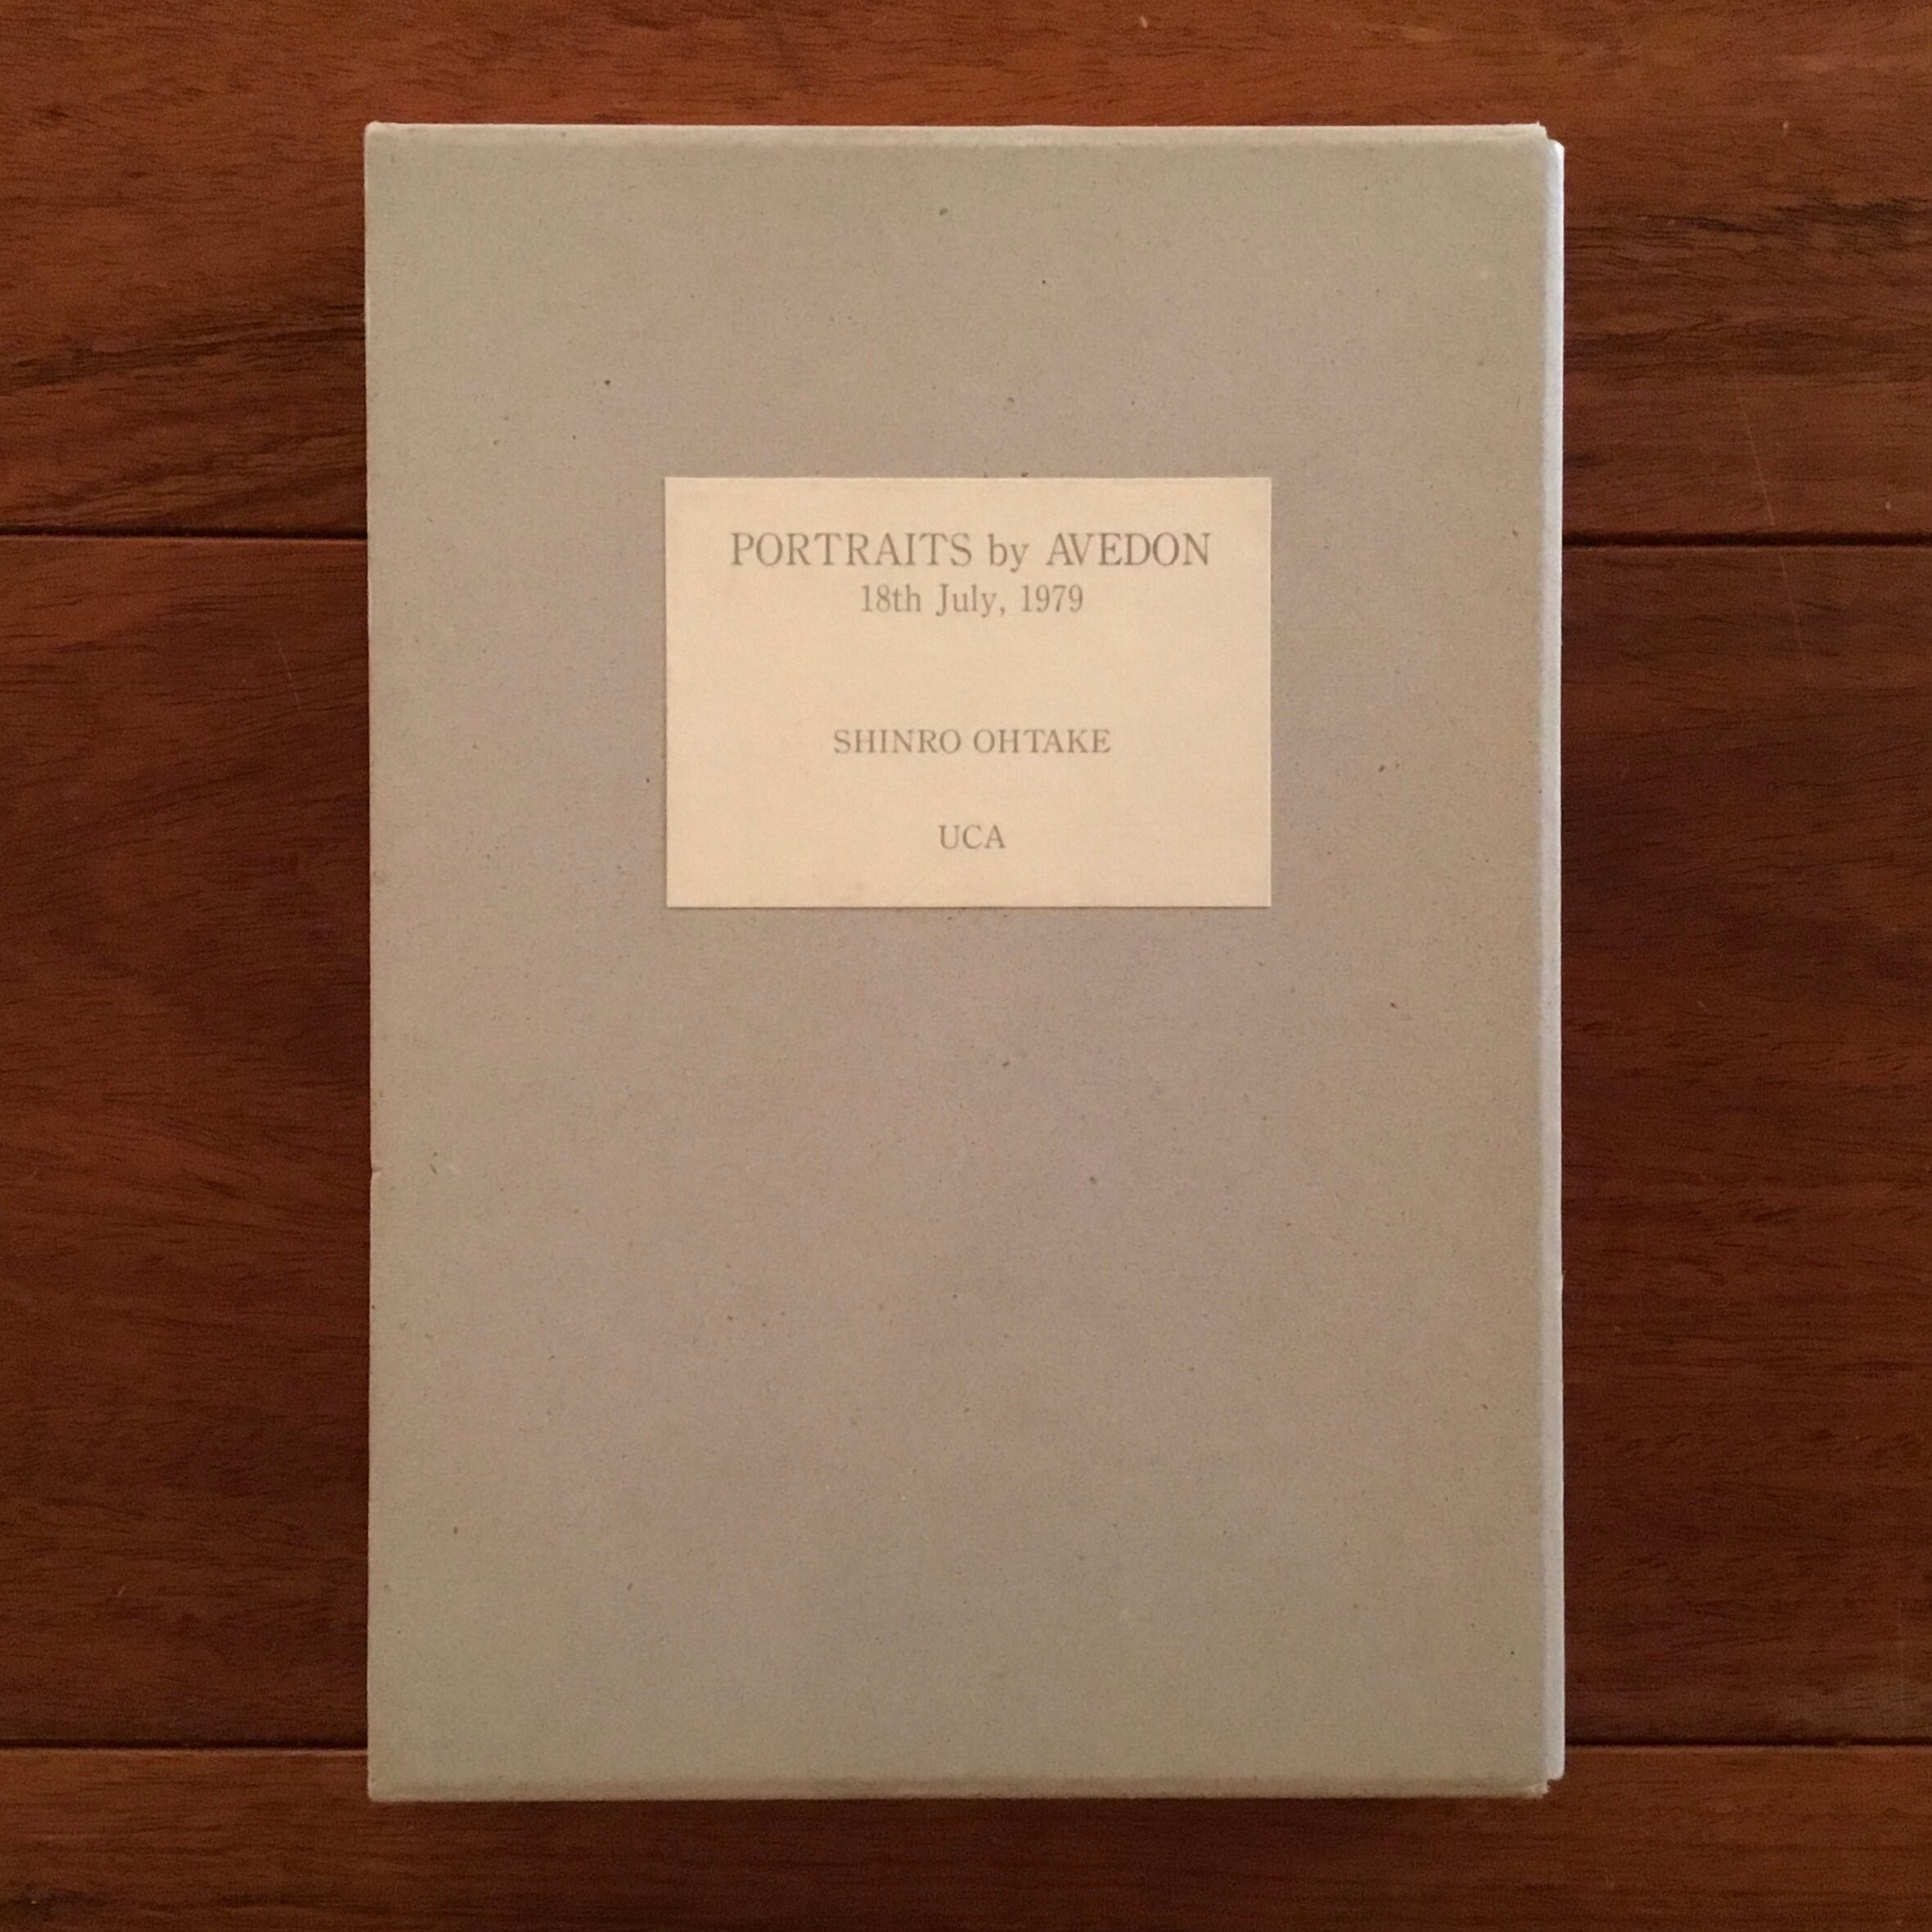 PORTRAITS by AVEDON
18th July, 1979
SHINRO OHTAKE
UCA